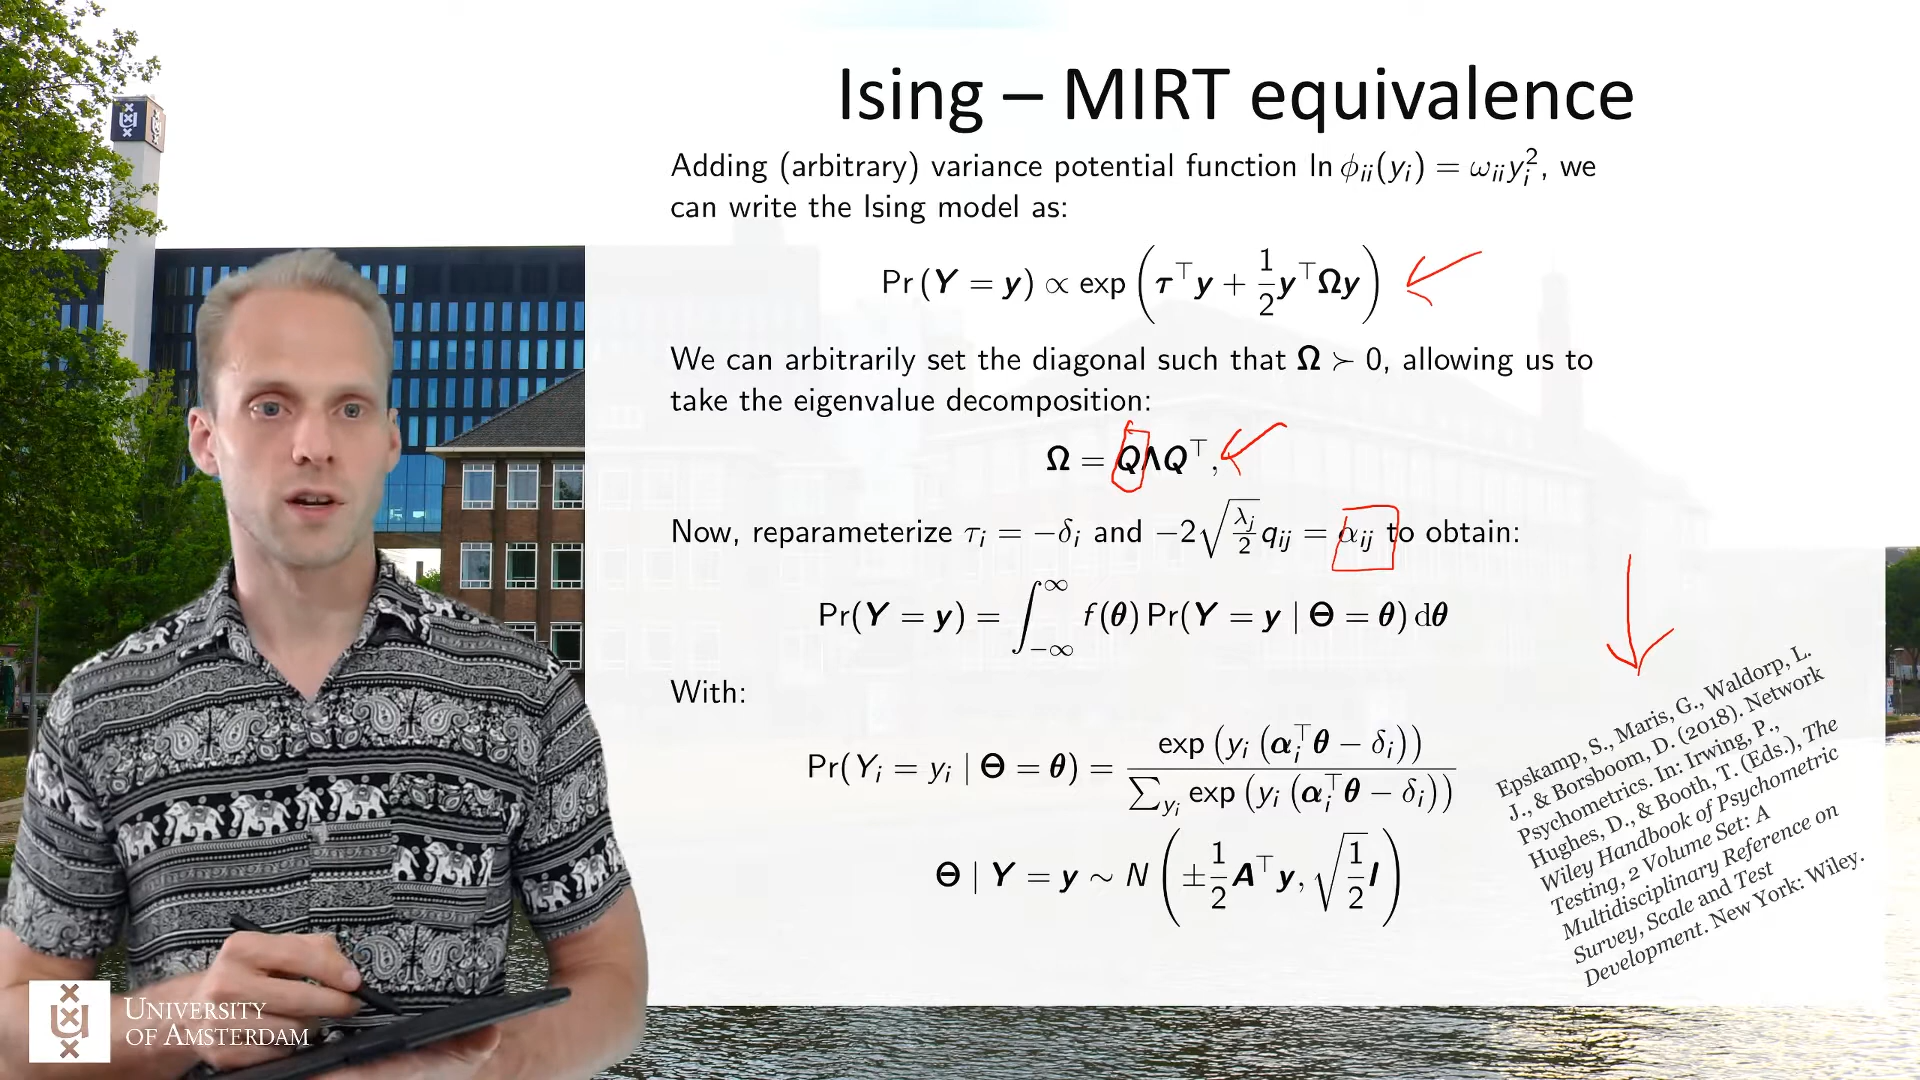 Ising – MIRT equivalence
Adding (arbitrary) variance potential function ln ϕᵢᵢ(yᵢ) = ωᵢᵢyᵢ², we
can write the Ising model as:
Pr (Y = y) ∝ exp (τ⊤y + 1/2 y⊤Ωy)
We can arbitrarily set the diagonal such that Ω ≻ 0, allowing us to
take the eigenvalue decomposition:
Ω = QΛQ⊤,
Now, reparameterize τᵢ = −δᵢ and −2√(λⱼ/2) qᵢⱼ = αᵢⱼ to obtain:
Pr(Y = y) = ∫_{−∞}^{∞} f(θ) Pr(Y = y | Θ = θ) dθ
With:
Pr(Yᵢ = yᵢ | Θ = θ) = exp (yᵢ (αᵢ⊤θ − δᵢ)) / ∑_{yᵢ} exp (yᵢ (αᵢ⊤θ − δᵢ))
Θ | Y = y ∼ N (±1/2 A⊤y, √(1/2) I)
Epskamp, S., Maris, G., Waldorp, L.
J., & Borsboom, D. (2018). Network
Psychometrics. In: Irwing, P.,
Hughes, D., & Booth, T. (Eds.), The
Wiley Handbook of Psychometric
Testing, 2 Volume Set: A
Multidisciplinary Reference on
Survey, Scale and Test
Development. New York: Wiley.
UNIVERSITY
OF AMSTERDAM